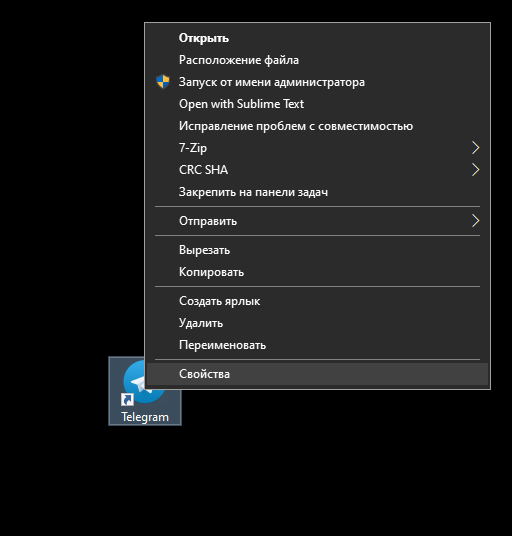 Открыть
Расположение файла
Запуск от имени администратора
Open with Sublime Text
Исправление проблем с совместимостью
7-Zip
CRC SHA
Закрепить на панели задач
Отправить
Вырезать
Копировать
Создать ярлык
Удалить
Переименовать
Свойства
Telegram